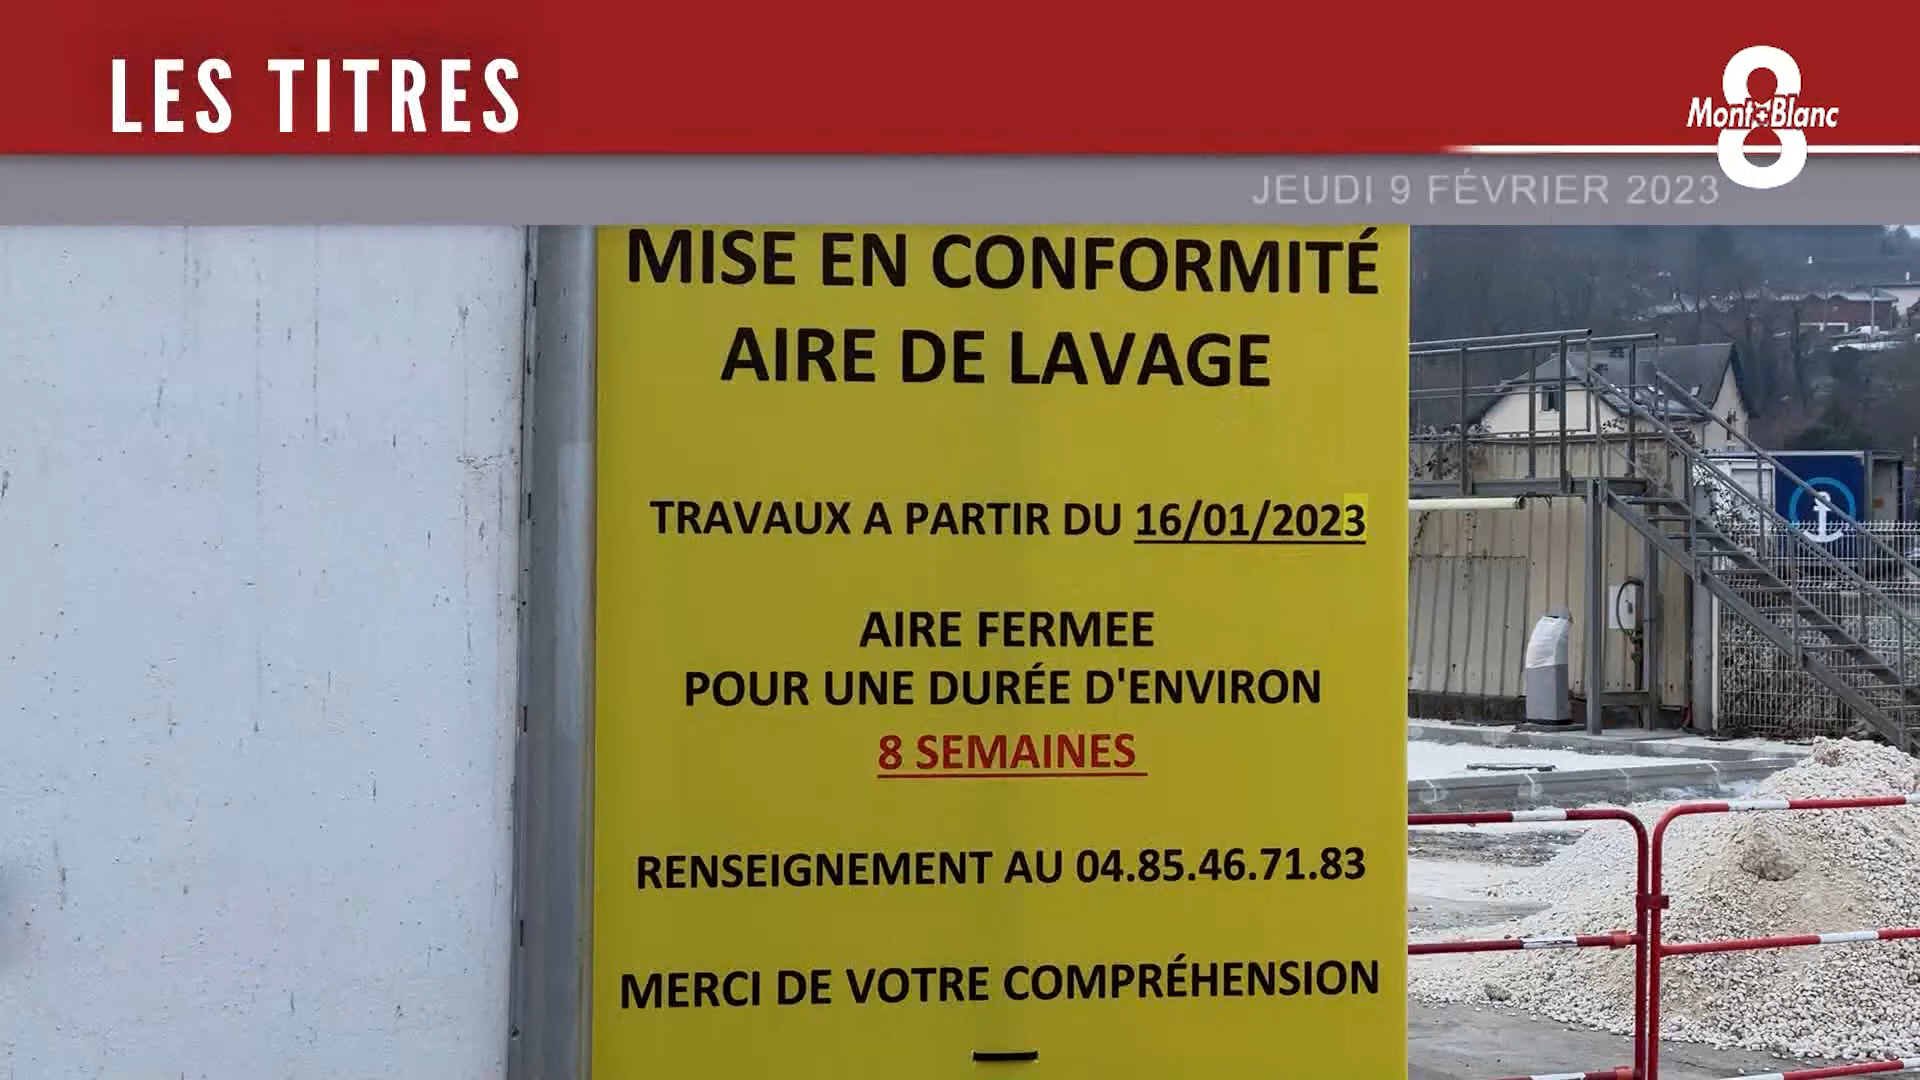 LES TITRES
8
Mont-Blanc
JEUDI 9 FÉVRIER 2023
MISE EN CONFORMITÉ
AIRE DE LAVAGE
TRAVAUX A PARTIR DU 16/01/2023
AIRE FERMEE
POUR UNE DURÉE D'ENVIRON
8 SEMAINES
RENSEIGNEMENT AU 04.85.46.71.83
MERCI DE VOTRE COMPRÉHENSION